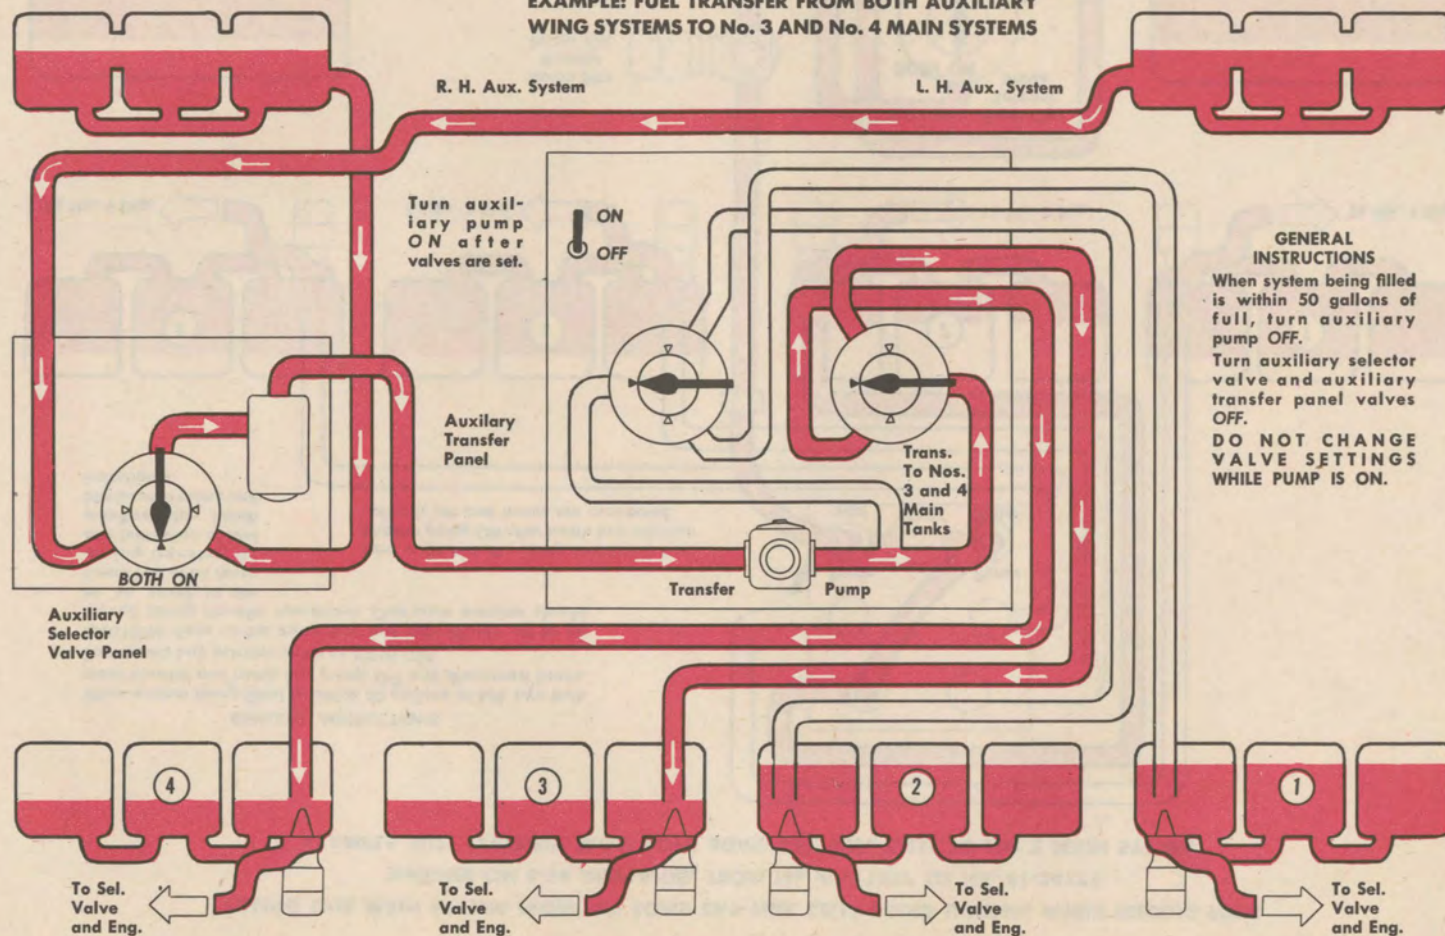 EXAMPLE: FUEL TRANSFER FROM BOTH AUXILIARY
WING SYSTEMS TO No. 3 AND No. 4 MAIN SYSTEMS
R. H. Aux. System
L. H. Aux. System
Turn auxil-
iary pump
ON after
valves are set.
ON
OFF
GENERAL
INSTRUCTIONS
When system being filled
is within 50 gallons of
full, turn auxiliary
pump OFF.
Turn auxiliary selector
valve and auxiliary
transfer panel valves
OFF.
DO NOT CHANGE
VALVE SETTINGS
WHILE PUMP IS ON.
Auxilary
Transfer
Panel
Trans.
To Nos.
3 and 4
Main
Tanks
BOTH ON
Transfer Pump
Auxiliary
Selector
Valve Panel
4
3
2
1
To Sel.
Valve
and Eng.
To Sel.
Valve
and Eng.
To Sel.
Valve
and Eng.
To Sel.
Valve
and Eng.